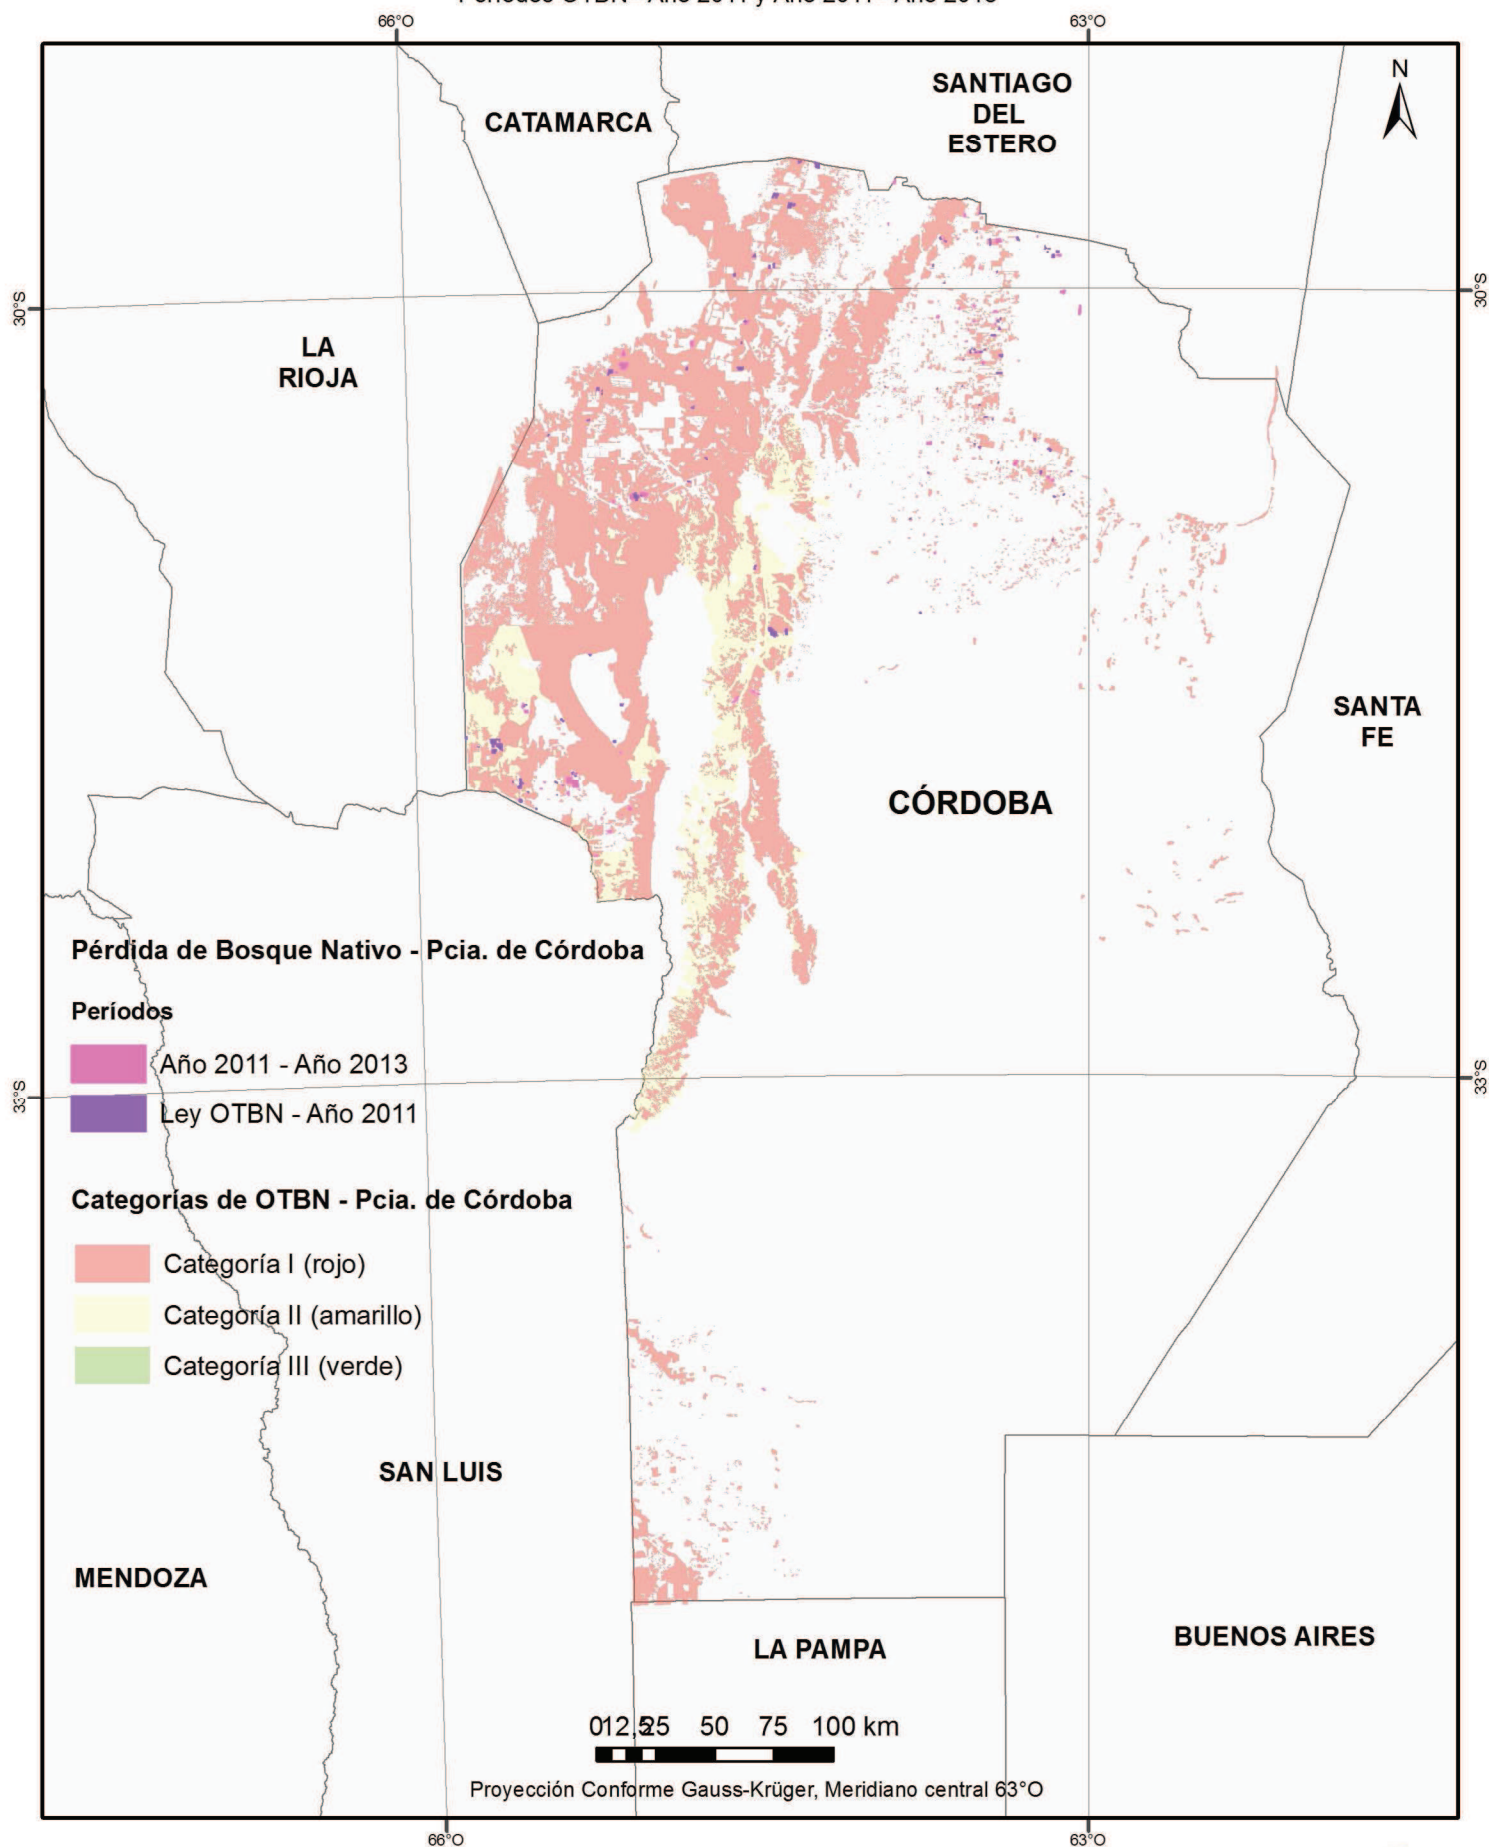 66°O
63°O
N
CATAMARCA
SANTIAGO
DEL
ESTERO
30°S
30°S
LA
RIOJA
SANTA
FE
CÓRDOBA
Pérdida de Bosque Nativo - Pcia. de Córdoba
Períodos
Año 2011 - Año 2013
Ley OTBN - Año 2011
33°S
33°S
Categorías de OTBN - Pcia. de Córdoba
Categoría I (rojo)
Categoría II (amarillo)
Categoría III (verde)
SAN LUIS
MENDOZA
LA PAMPA
BUENOS AIRES
0 12,5 25 50 75 100 km
Proyección Conforme Gauss-Krüger, Meridiano central 63°O
66°O
63°O